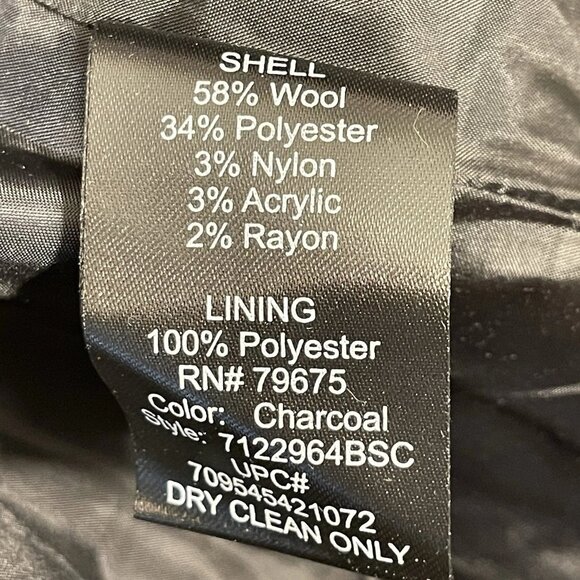 SHELL
58% Wool
34% Polyester
3% Nylon
3% Acrylic
2% Rayon
LINING
100% Polyester
RN# 79675
Color: Charcoal
Style: 7122964BSC
UPC#
709545421072
DRY CLEAN ONLY